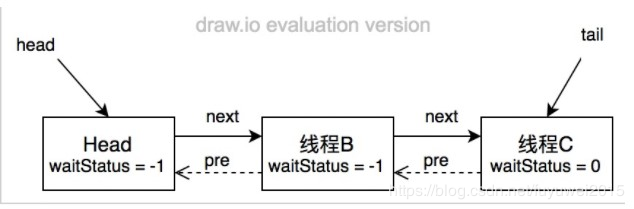 draw.io evaluation version
head
tail
next
next
Head
waitStatus = -1
pre
线程B
waitStatus = -1
pre
线程C
waitStatus = 0
https://blog.csdn.net/luyuwei2015